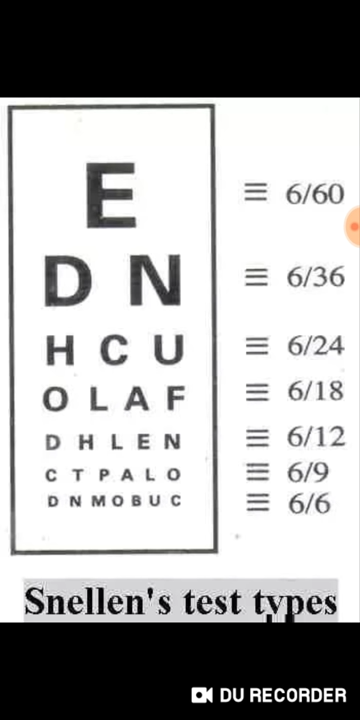 E ≡ 6/60
D N ≡ 6/36
H C U ≡ 6/24
O L A F ≡ 6/18
D H L E N ≡ 6/12
C T P A L O ≡ 6/9
D N M O B U C ≡ 6/6
Snellen's test types
DU RECORDER